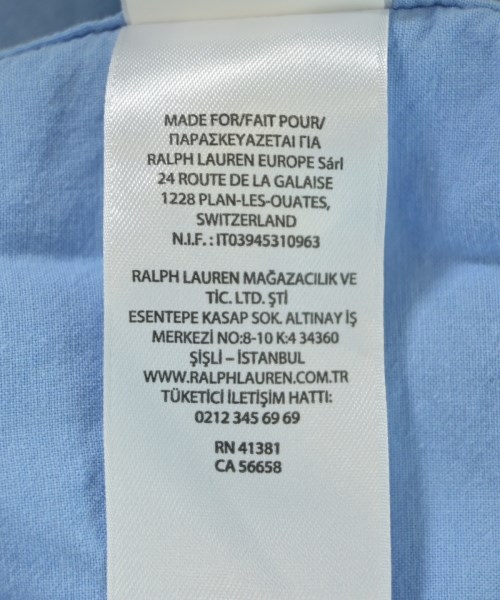 MADE FOR/FAIT POUR/
ΠΑΡΑΣΚΕΥΑΖΕΤΑΙ ΓΙΑ
RALPH LAUREN EUROPE Sárl
24 ROUTE DE LA GALAISE
1228 PLAN-LES-OUATES,
SWITZERLAND
N.I.F. : IT03945310963
RALPH LAUREN MAĞAZACILIK VE
TİC. LTD. ŞTİ
ESENTEPE KASAP SOK. ALTINAY İŞ
MERKEZİ NO:8-10 K:4 34360
ŞİŞLİ – İSTANBUL
WWW.RALPHLAUREN.COM.TR
TÜKETİCİ İLETİŞİM HATTI:
0212 345 69 69
RN 41381
CA 56658